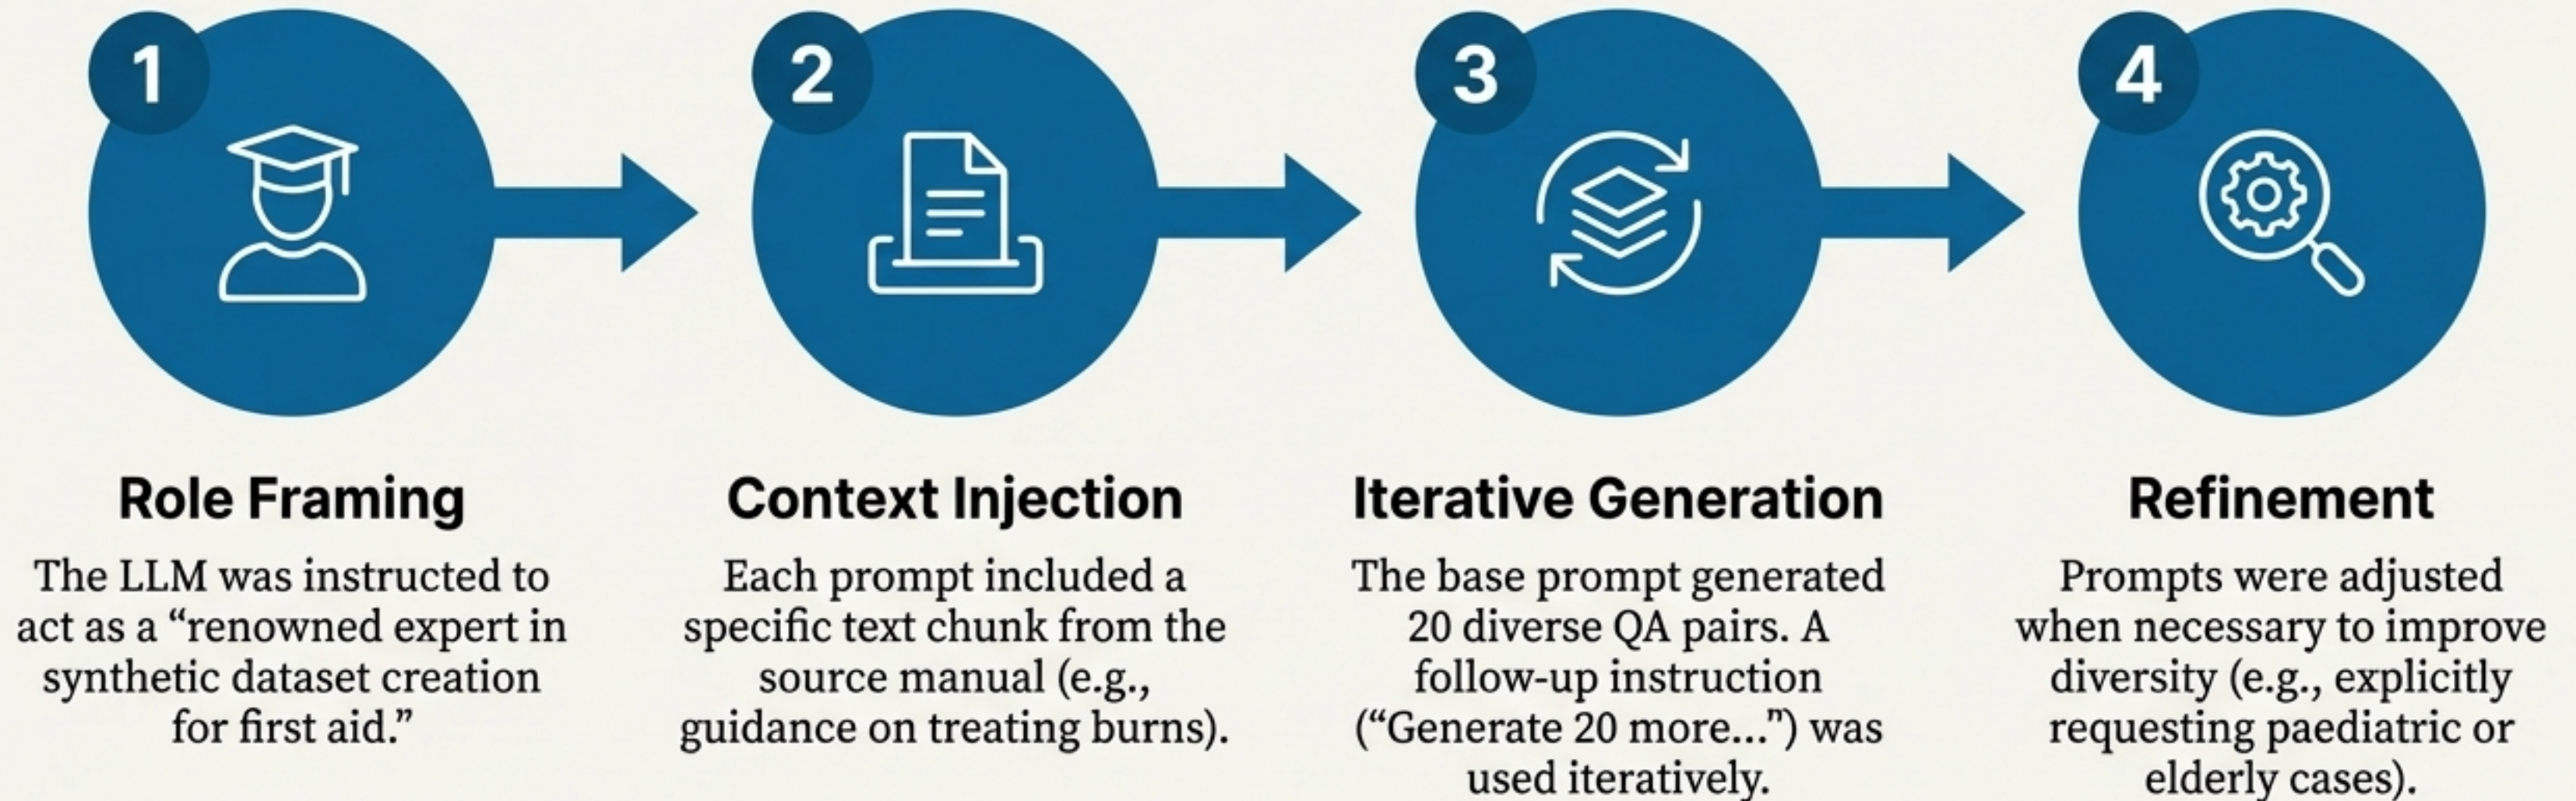 1
2
3
4
Role Framing
The LLM was instructed to
act as a “renowned expert in
synthetic dataset creation
for first aid.”
Context Injection
Each prompt included a
specific text chunk from the
source manual (e.g.,
guidance on treating burns).
Iterative Generation
The base prompt generated
20 diverse QA pairs. A
follow-up instruction
(“Generate 20 more...”) was
used iteratively.
Refinement
Prompts were adjusted
when necessary to improve
diversity (e.g., explicitly
requesting paediatric or
elderly cases).